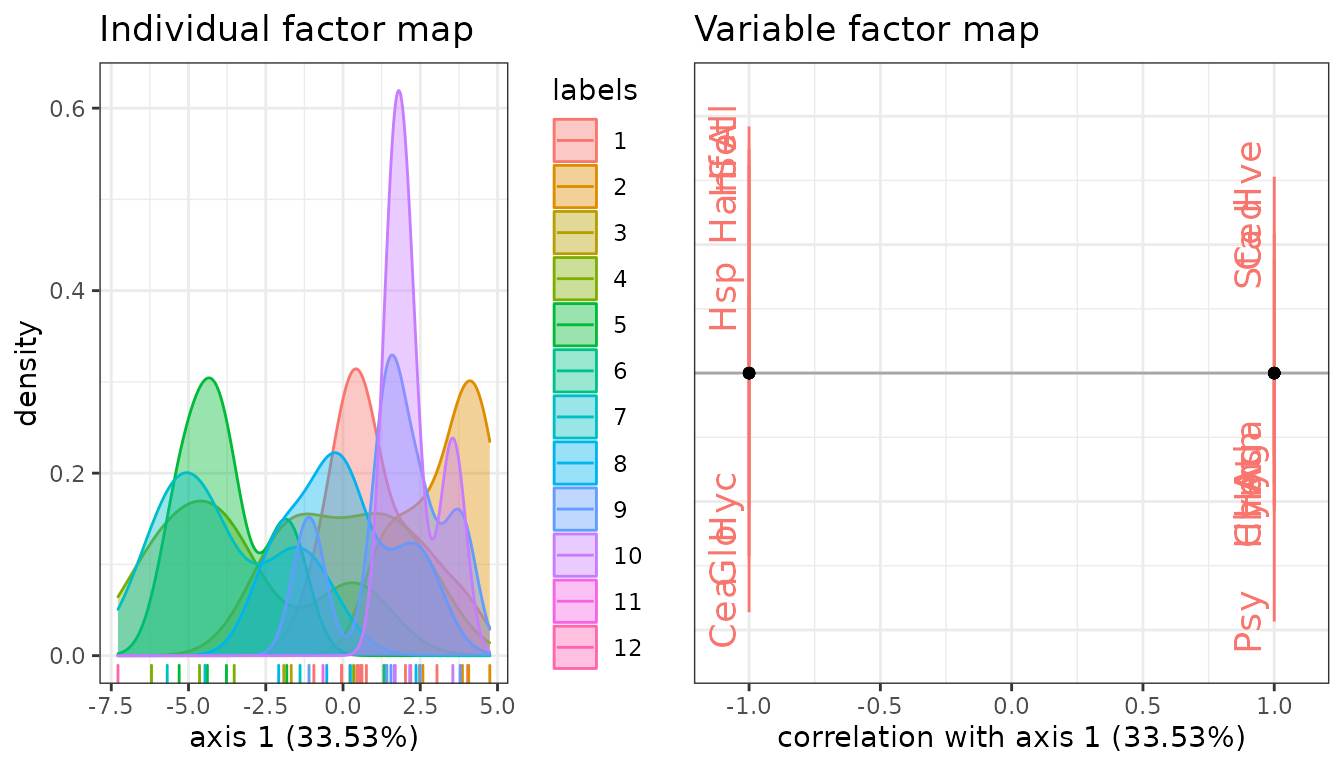 Individual factor map
Variable factor map
labels
1
2
3
4
5
6
7
8
9
10
11
12
density
0.6
0.4
0.2
0.0
-7.5 -5.0 -2.5 0.0 2.5 5.0
axis 1 (33.53%)
Hsp
Cea
Psy
-1.0 -0.5 0.0 0.5 1.0
correlation with axis 1 (33.53%)